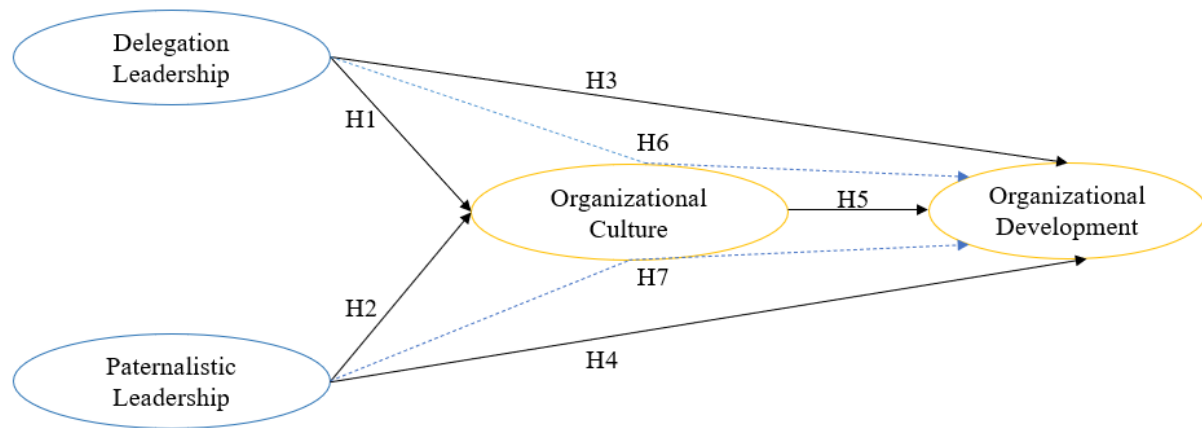 Delegation
Leadership
H3
H1
H6
Organizational
Culture
H5
Organizational
Development
H7
H2
H4
Paternalistic
Leadership